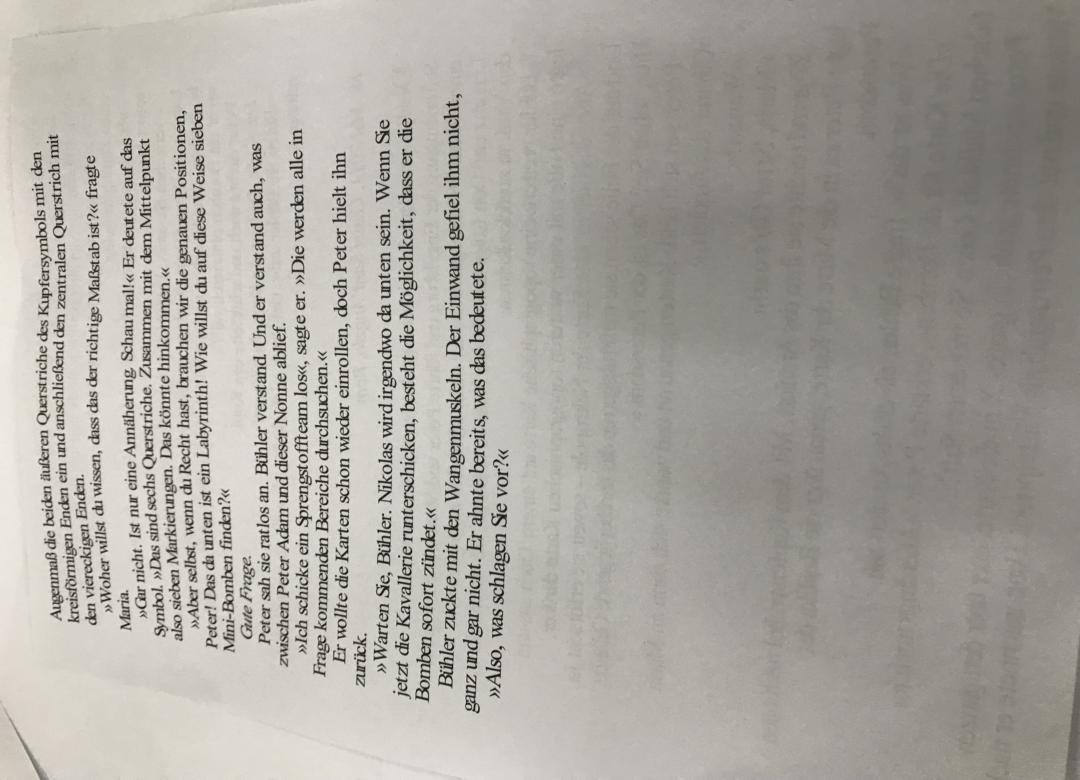 Augenmaß die beiden äußeren Querstriche des Kupfersymbols mit den
kreisförmigen Enden ein und anschließend den zentralen Querstrich mit
den viereckigen Enden.
»Woher willst du wissen, dass das der richtige Maßstab ist?« fragte
Maria.
»Gar nicht. Ist nur eine Annäherung. Schau mal!« Er deutete auf das
Symbol. »Das sind sechs Querstriche. Zusammen mit dem Mittelpunkt
also sieben Markierungen. Das könnte hinkommen.«
»Aber selbst, wenn du Recht hast, brauchen wir die genauen Positionen,
Peter! Das da unten ist ein Labyrinth! Wie willst du auf diese Weise sieben
Mini-Bomben finden?«
Gute Frage.
Peter sah sie ratlos an. Bühler verstand. Und er verstand auch, was
zwischen Peter Adam und dieser Nonne ablief.
»Ich schicke ein Sprengstoffteam los«, sagte er. »Die werden alle in
Frage kommenden Bereiche durchsuchen.«
Er wollte die Karten schon wieder einrollen, doch Peter hielt ihn
zurück.
»Warten Sie, Bühler. Nikolas wird irgendwo da unten sein. Wenn Sie
jetzt die Kavallerie runterschicken, besteht die Möglichkeit, dass er die
Bomben sofort zündet.«
Bühler zuckte mit den Wangenmuskeln. Der Einwand gefiel ihm nicht,
ganz und gar nicht. Er ahnte bereits, was das bedeutete.
»Also, was schlagen Sie vor?«